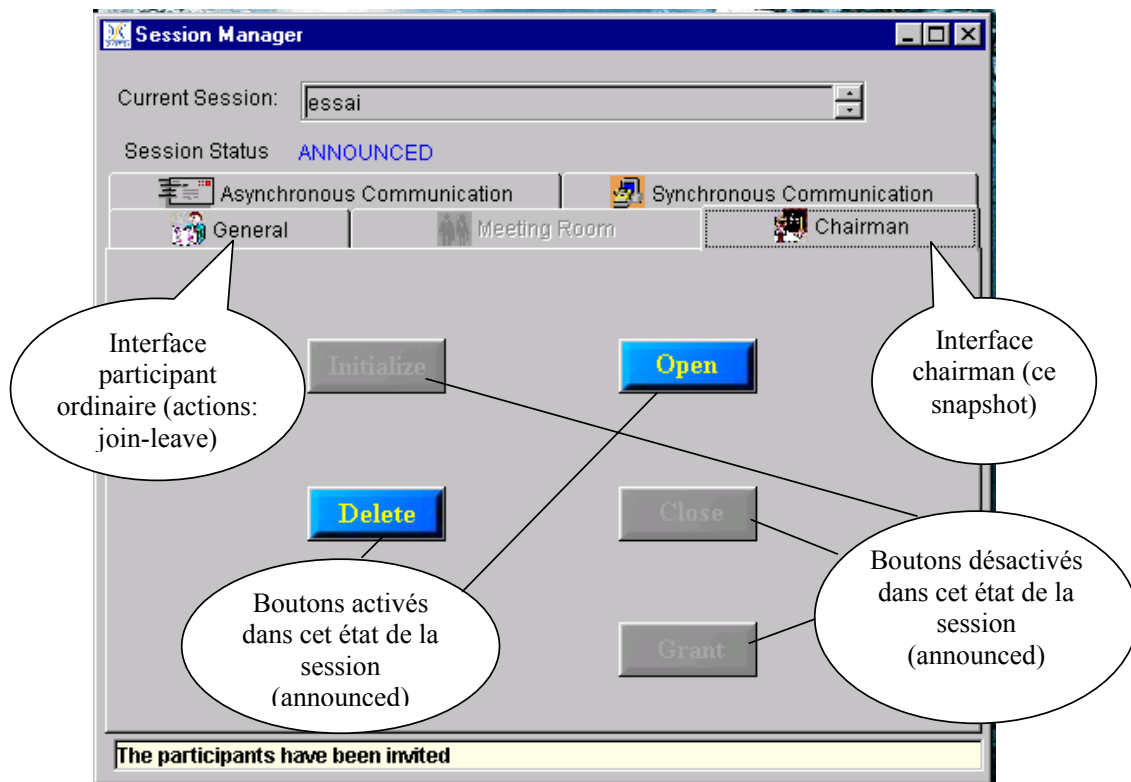 Session Manager
Current Session: essai
Session Status ANNOUNCED
Asynchronous Communication Synchronous Communication
General Meeting Room Chairman
Interface
participant
ordinaire (actions:
join-leave)
Interface
chairman (ce
snapshot)
Initialize Open
Delete Close
Grant
Boutons activés
dans cet état de la
session
(announced)
Boutons désactivés
dans cet état de la
session
(announced)
The participants have been invited